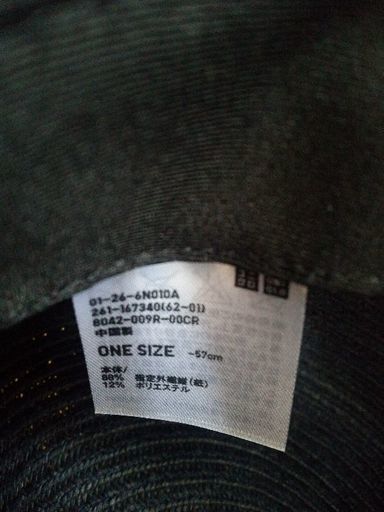 01-26-6N010A
261-167340(62-01)
8042-009R-00CR
中国製
ONE SIZE ~57cm
本体/
88% 指定外繊維(紙)
12% ポリエステル